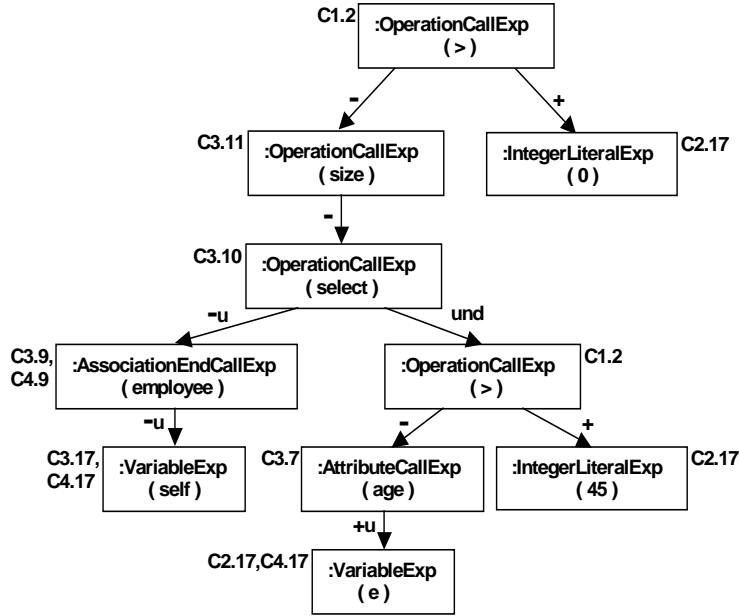 C1.2
:OperationCallExp
( > )
-
+
C3.11
:OperationCallExp
( size )
:IntegerLiteralExp
( 0 )
C2.17
-
C3.10
:OperationCallExp
( select )
-u
und
C3.9,
C4.9
:AssociationEndCallExp
( employee )
:OperationCallExp
( > )
C1.2
-u
-
+
C3.17,
C4.17
:VariableExp
( self )
C3.7
:AttributeCallExp
( age )
:IntegerLiteralExp
( 45 )
C2.17
+u
C2.17,C4.17
:VariableExp
( e )